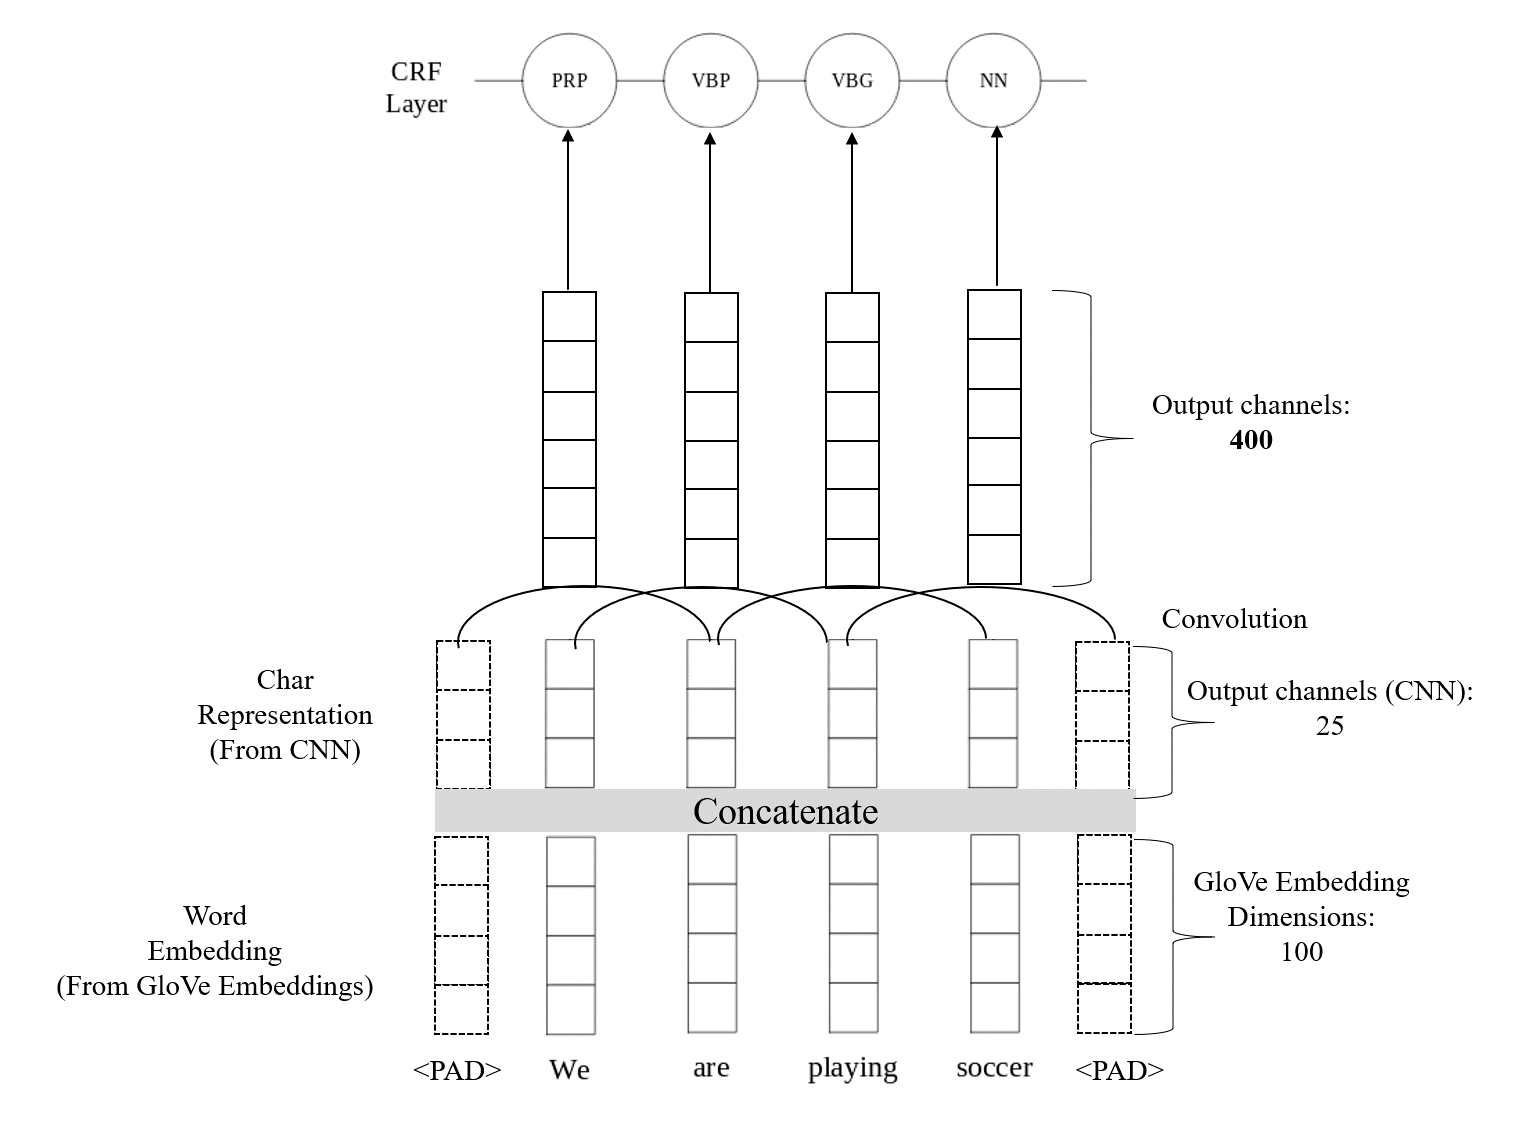 CRF
Layer
PRP
VBP
VBG
NN
Output channels:
400
Convolution
Char
Representation
(From CNN)
Output channels (CNN):
25
Concatenate
Word
Embedding
(From GloVe Embeddings)
GloVe Embedding
Dimensions:
100
<PAD>
We
are
playing
soccer
<PAD>